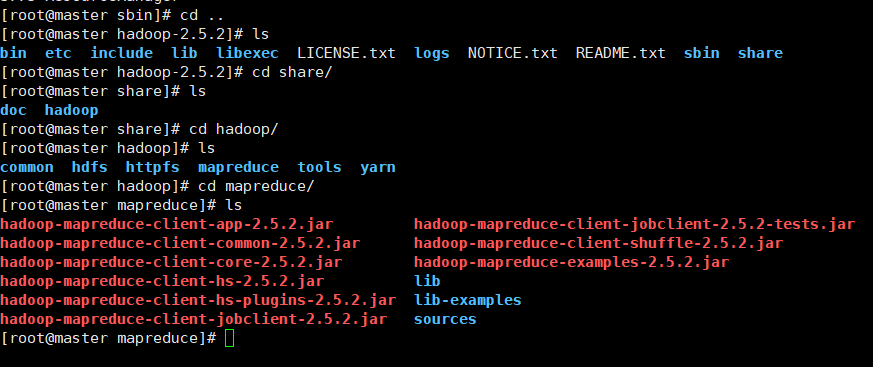 [root@master sbin]# cd ..
[root@master hadoop-2.5.2]# ls
bin  etc  include  lib  libexec  LICENSE.txt  logs  NOTICE.txt  README.txt  sbin  share
[root@master hadoop-2.5.2]# cd share/
[root@master share]# ls
doc  hadoop
[root@master share]# cd hadoop/
[root@master hadoop]# ls
common  hdfs  httpfs  mapreduce  tools  yarn
[root@master hadoop]# cd mapreduce/
[root@master mapreduce]# ls
hadoop-mapreduce-client-app-2.5.2.jar         hadoop-mapreduce-client-jobclient-2.5.2-tests.jar
hadoop-mapreduce-client-common-2.5.2.jar      hadoop-mapreduce-client-shuffle-2.5.2.jar
hadoop-mapreduce-client-core-2.5.2.jar        hadoop-mapreduce-examples-2.5.2.jar
hadoop-mapreduce-client-hs-2.5.2.jar          lib
hadoop-mapreduce-client-hs-plugins-2.5.2.jar  lib-examples
hadoop-mapreduce-client-jobclient-2.5.2.jar   sources
[root@master mapreduce]#